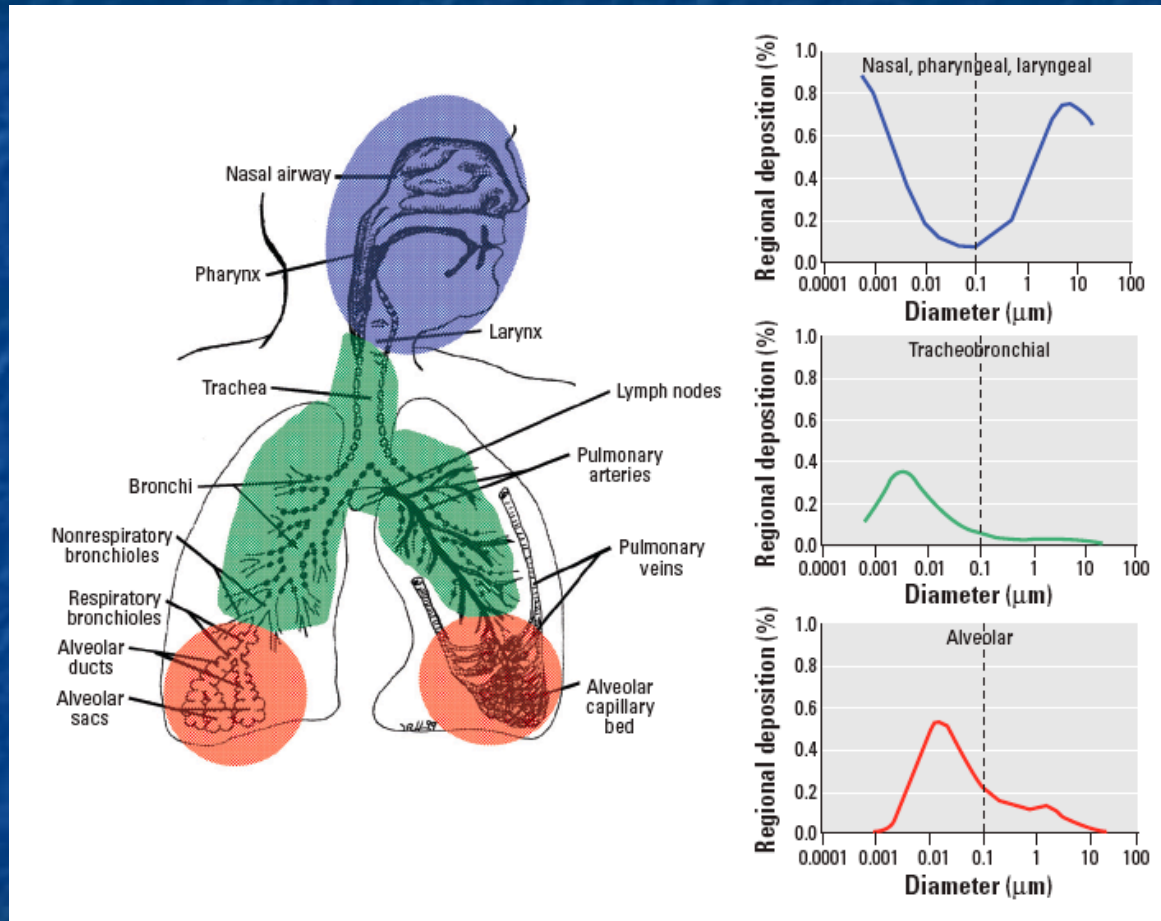 Nasal airway
Pharynx
Larynx
Trachea
Lymph nodes
Bronchi
Pulmonary
arteries
Nonrespiratory
bronchioles
Pulmonary
veins
Respiratory
bronchioles
Alveolar
ducts
Alveolar
sacs
Alveolar
capillary
bed
Regional deposition (%)
1.0
0.8
0.6
0.4
0.2
0.0
Nasal, pharyngeal, laryngeal
0.0001 0.001 0.01 0.1 1 10 100
Diameter (μm)
Regional deposition (%)
1.0
0.8
0.6
0.4
0.2
0.0
Tracheobronchial
0.0001 0.001 0.01 0.1 1 10 100
Diameter (μm)
Regional deposition (%)
1.0
0.8
0.6
0.4
0.2
0.0
Alveolar
0.0001 0.001 0.01 0.1 1 10 100
Diameter (μm)